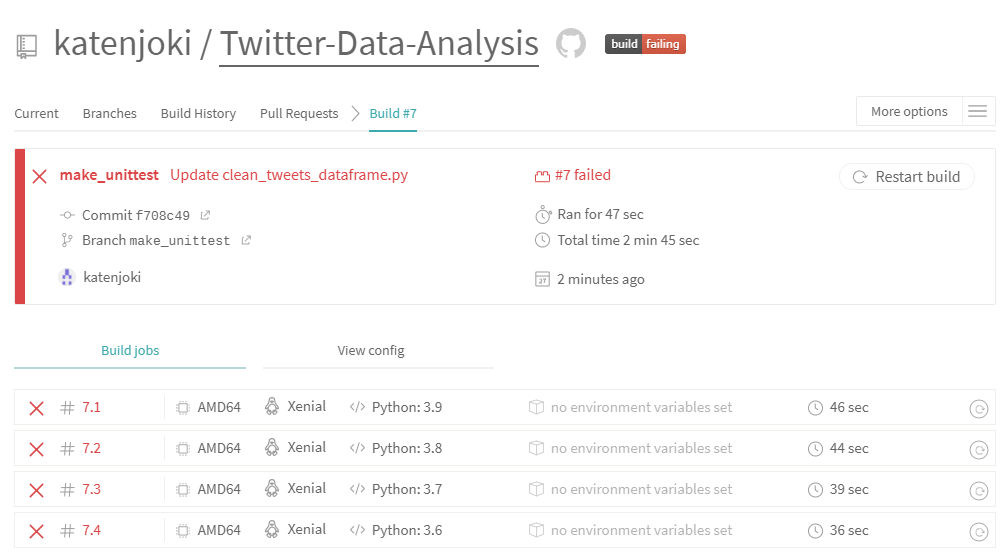 katenjoki / Twitter-Data-Analysis build failing
Current Branches Build History Pull Requests Build #7 More options
make_unittest Update clean_tweets_dataframe.py #7 failed Restart build
Commit f708c49 Ran for 47 sec
Branch make_unittest Total time 2 min 45 sec
katenjoki 2 minutes ago
Build jobs View config
# 7.1 AMD64 Xenial </> Python: 3.9 no environment variables set 46 sec
# 7.2 AMD64 Xenial </> Python: 3.8 no environment variables set 44 sec
# 7.3 AMD64 Xenial </> Python: 3.7 no environment variables set 39 sec
# 7.4 AMD64 Xenial </> Python: 3.6 no environment variables set 36 sec